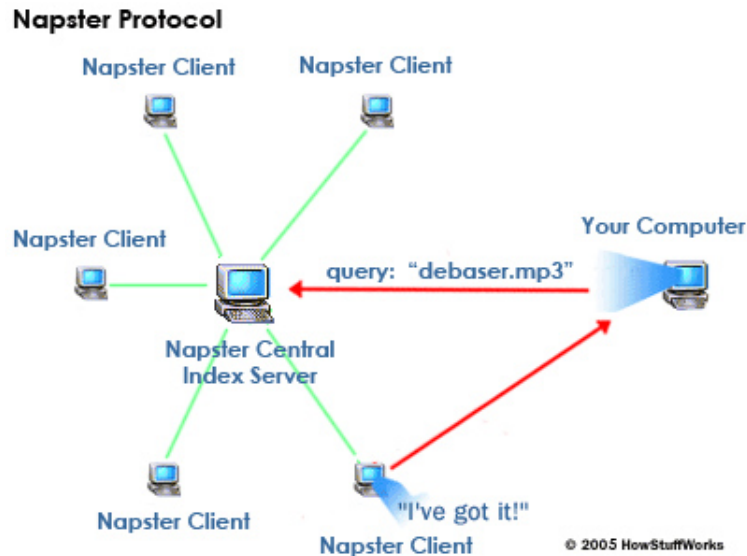 Napster Protocol
Napster Client
Napster Client
Your Computer
Napster Client
query: “debaser.mp3”
Napster Central
Index Server
"I've got it!"
Napster Client
Napster Client
© 2005 HowStuffWorks